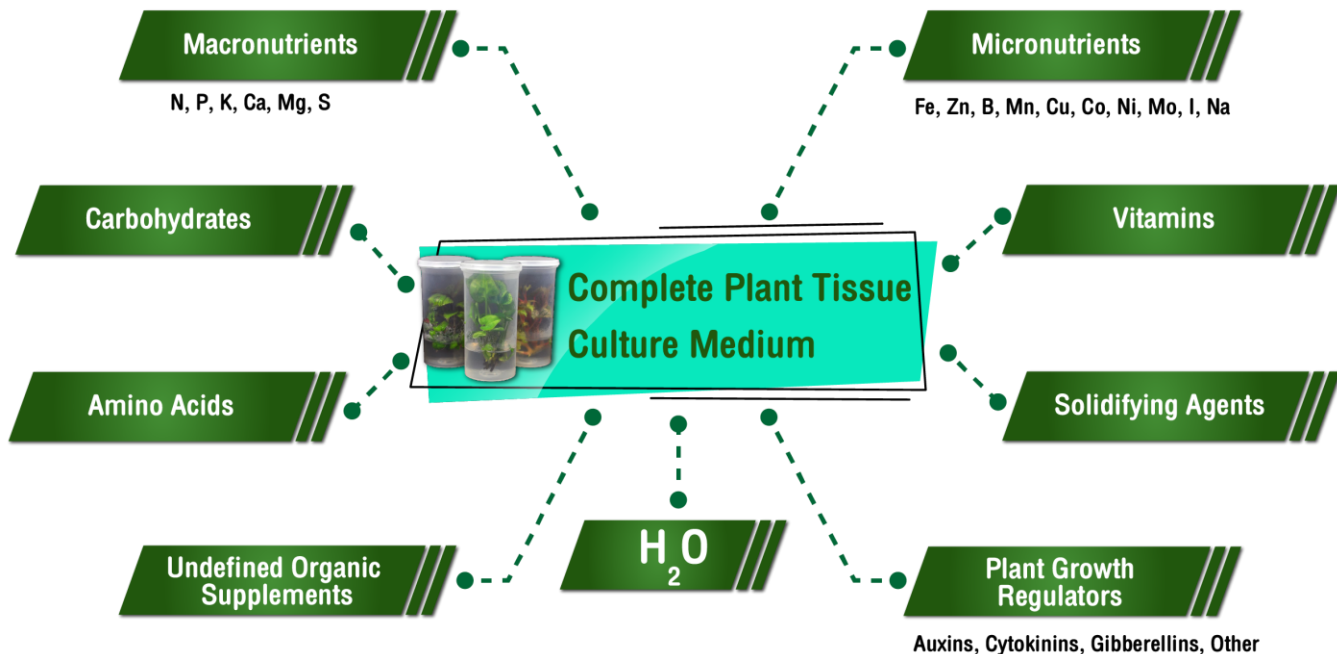 Macronutrients
N, P, K, Ca, Mg, S
Micronutrients
Fe, Zn, B, Mn, Cu, Co, Ni, Mo, I, Na
Carbohydrates
Vitamins
Complete Plant Tissue
Culture Medium
Amino Acids
Solidifying Agents
Undefined Organic
Supplements
H₂O
Plant Growth
Regulators
Auxins, Cytokinins, Gibberellins, Other